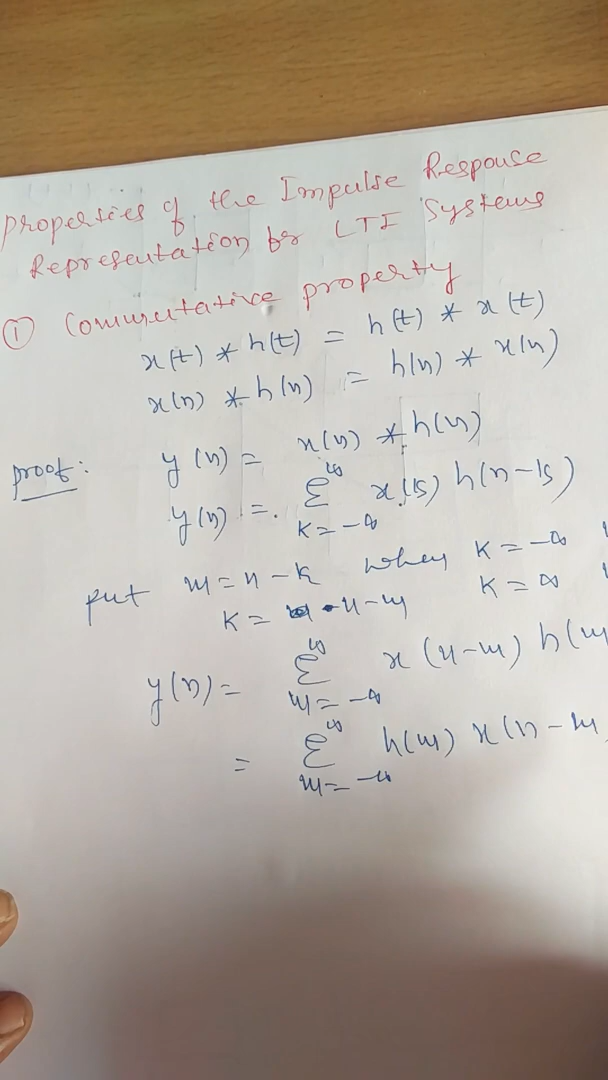 Properties of the Impulse Response
Representation for LTI Systems
① Commutative property
x(t) * h(t) = h(t) * x(t)
x(n) * h(n) = h(n) * x(n)
proof: y(n) = x(n) * h(n)
y(n) = ∞ Σ k=-∞ x(k) h(n-k)
put m = n - k when k = -∞
k = n - m k = ∞
y(n) = ∞ Σ m=-∞ x(n-m) h(m
= ∞ Σ m=-∞ h(m) x(n-m